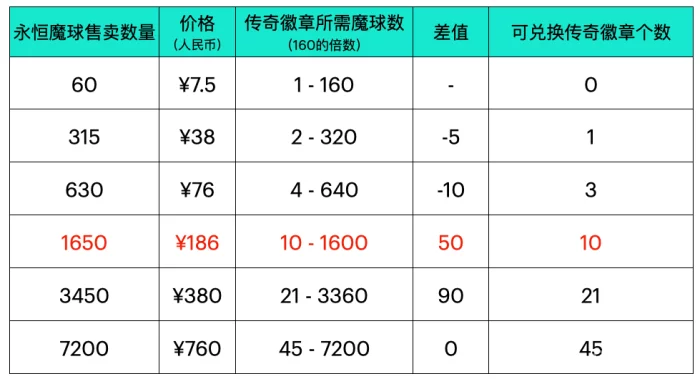 永恒魔球售卖数量 价格 传奇徽章所需魔球数 差值 可兑换传奇徽章个数
（人民币） （160的倍数）
60 ¥7.5 1 - 160 - 0
315 ¥38 2 - 320 -5 1
630 ¥76 4 - 640 -10 3
1650 ¥186 10 - 1600 50 10
3450 ¥380 21 - 3360 90 21
7200 ¥760 45 - 7200 0 45